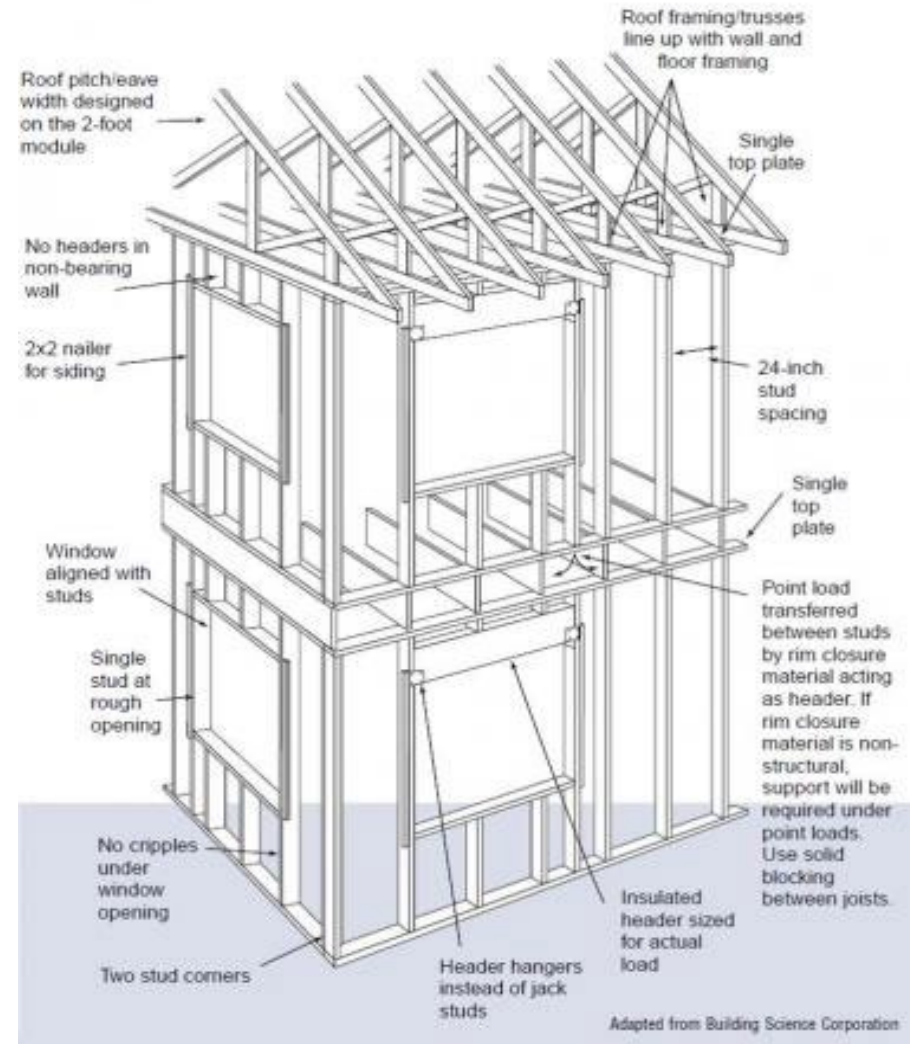 Roof framing/trusses
line up with wall and
floor framing
Roof pitch/eave
width designed
on the 2-foot
module
Single
top plate
No headers in
non-bearing
wall
2x2 nailer
for siding
24-inch
stud
spacing
Single
top
plate
Window
aligned with
studs
Point load
transferred
between studs
by rim closure
material acting
as header. If
rim closure
material is non-
structural,
support will be
required under
point loads.
Use solid
blocking
between joists.
Single
stud at
rough
opening
No cripples
under
window
opening
Insulated
header sized
for actual
load
Two stud corners
Header hangers
instead of jack
studs
Adapted from Building Science Corporation